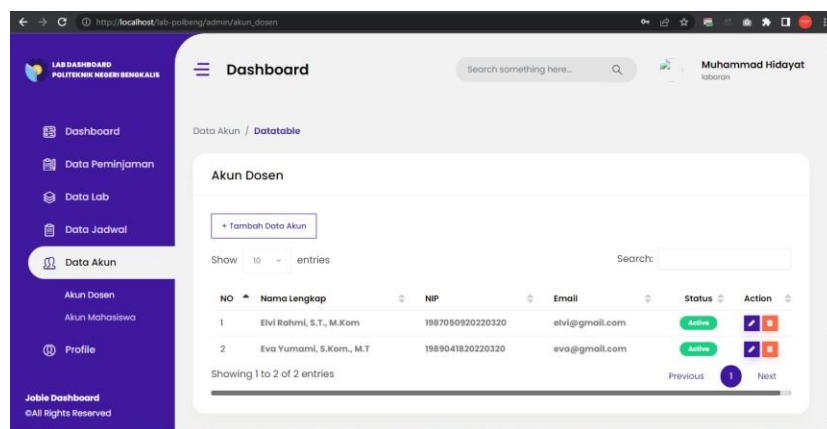 http://localhost/lab-polbeng/admin/akun_dosen
LAB DASHBOARD
POLITEKNIK NEGERI BENGKALIS
Dashboard
Search something here...
Muhammad Hidayat
laboran
Dashboard
Data Peminjaman
Data Lab
Data Jadwal
Data Akun
Akun Dosen
Akun Mahasiswa
Profile
Jobie Dashboard
©All Rights Reserved
Data Akun / Datatable
Akun Dosen
+ Tambah Data Akun
Show 10 entries
Search:
NO Nama Lengkap NIP Email Status Action
1 Elvi Rahmi, S.T., M.Kom 1987050920220320 elvi@gmail.com Active
2 Eva Yumami, S.Kom., M.T 1989041820220320 eva@gmail.com Active
Showing 1 to 2 of 2 entries
Previous 1 Next